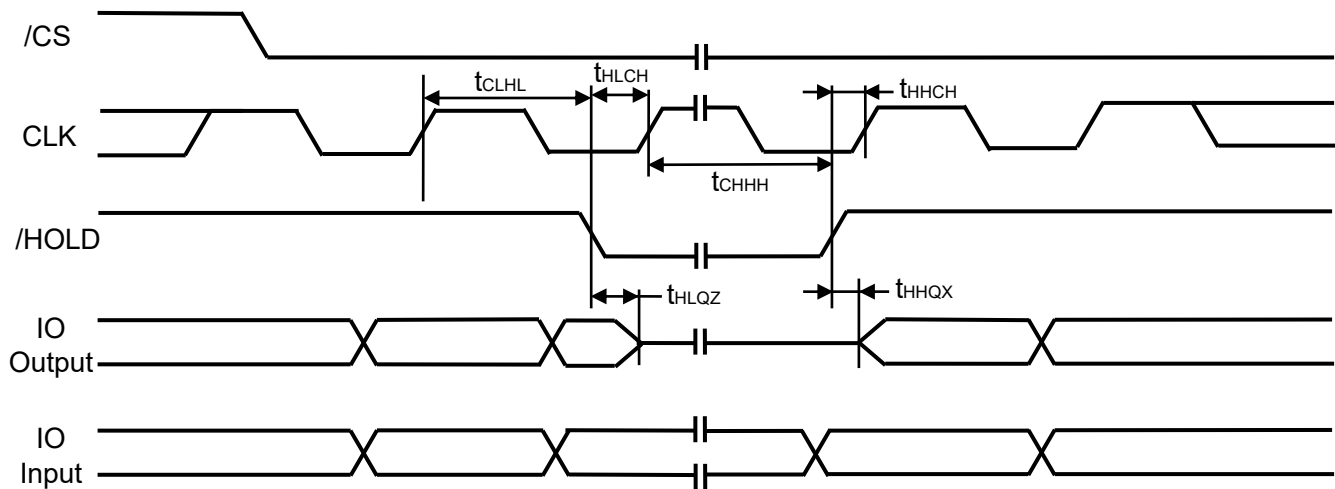 /CS
tCLHL
tHLCH
tHHCH
CLK
tCHHH
/HOLD
tHLQZ
tHHQX
IO
Output
IO
Input